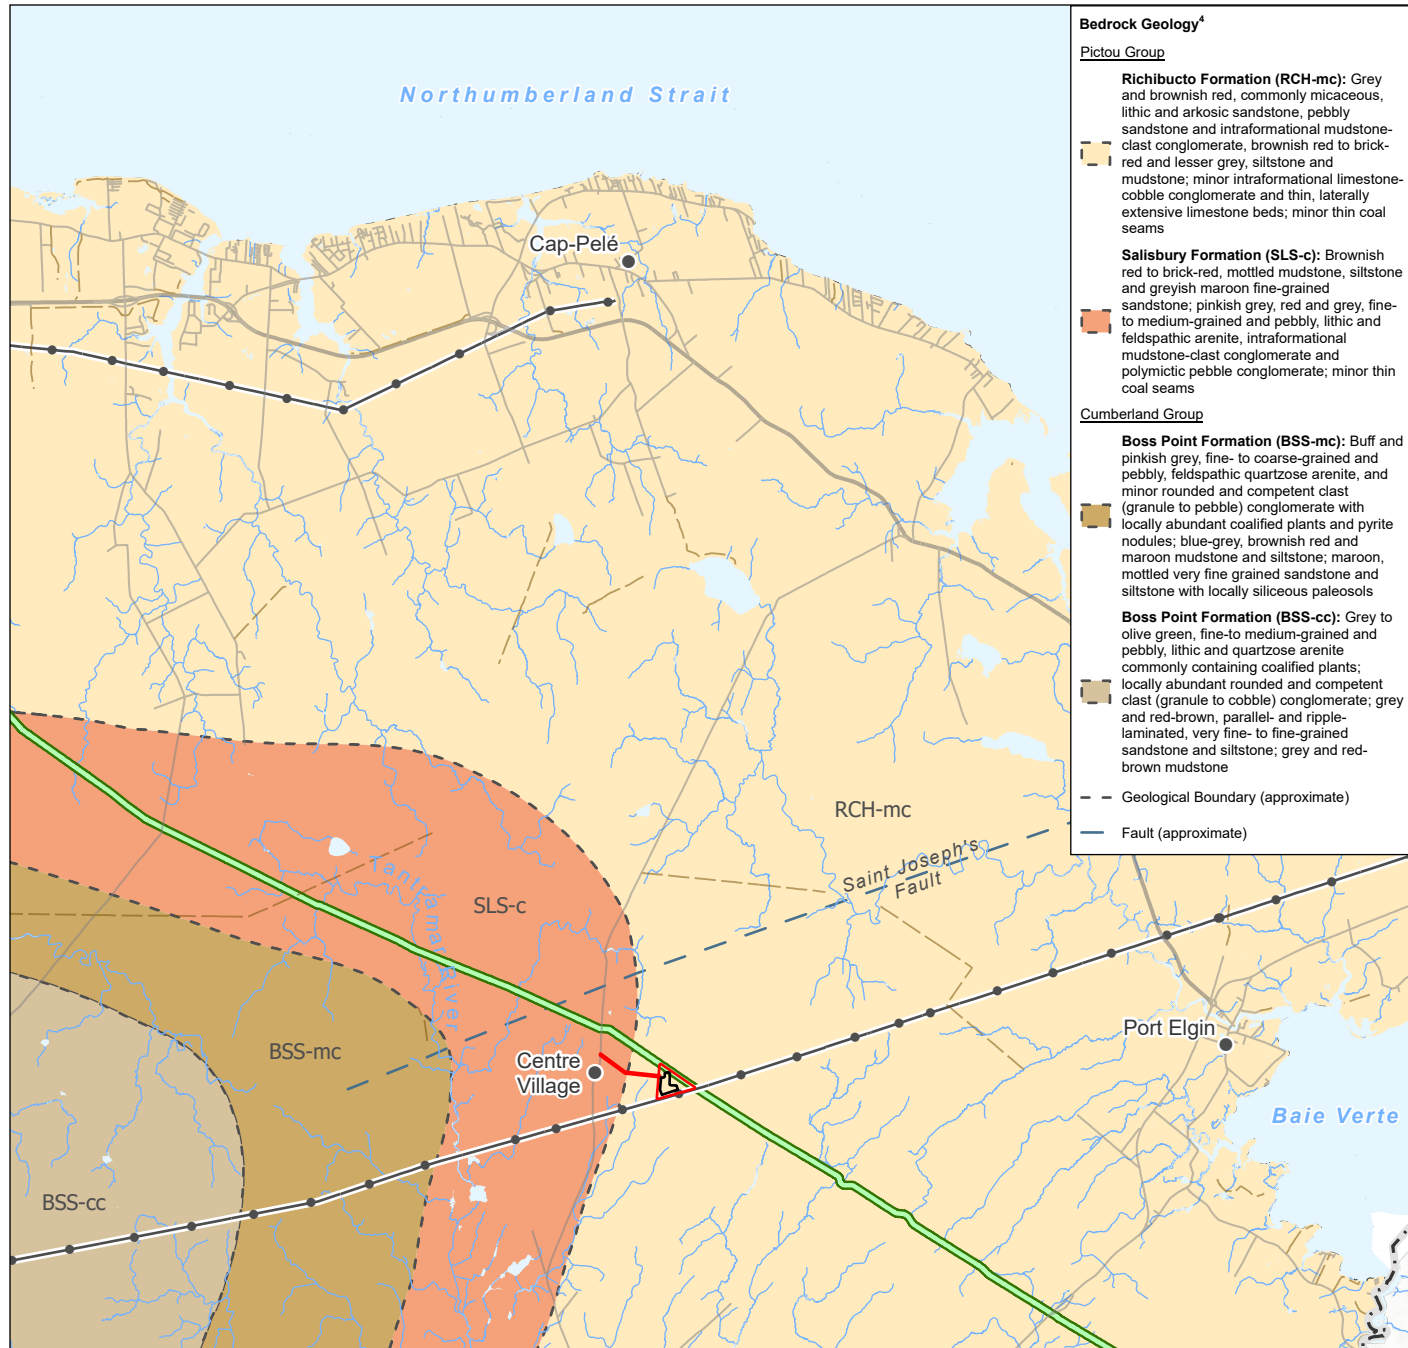 Northumberland Strait
Cap-Pelé
RCH-mc
Saint Joseph's
Fault
Tantramar River
SLS-c
BSS-mc
Centre
Village
Port Elgin
Baie Verte
BSS-cc
Bedrock Geology4
Pictou Group
Richibucto Formation (RCH-mc): Grey
and brownish red, commonly micaceous,
lithic and arkosic sandstone, pebbly
sandstone and intraformational mudstone-
clast conglomerate, brownish red to brick-
red and lesser grey, siltstone and
mudstone; minor intraformational limestone-
cobble conglomerate and thin, laterally
extensive limestone beds; minor thin coal
seams
Salisbury Formation (SLS-c): Brownish
red to brick-red, mottled mudstone, siltstone
and greyish maroon fine-grained
sandstone; pinkish grey, red and grey, fine-
to medium-grained and pebbly, lithic and
feldspathic arenite, intraformational
mudstone-clast conglomerate and
polymictic pebble conglomerate; minor thin
coal seams
Cumberland Group
Boss Point Formation (BSS-mc): Buff and
pinkish grey, fine- to coarse-grained and
pebbly, feldspathic quartzose arenite, and
minor rounded and competent clast
(granule to pebble) conglomerate with
locally abundant coalified plants and pyrite
nodules; blue-grey, brownish red and
maroon mudstone and siltstone; maroon,
mottled very fine grained sandstone and
siltstone with locally siliceous paleosols
Boss Point Formation (BSS-cc): Grey to
olive green, fine-to medium-grained and
pebbly, lithic and quartzose arenite
commonly containing coalified plants;
locally abundant rounded and competent
clast (granule to cobble) conglomerate; grey
and red-brown, parallel- and ripple-
laminated, very fine- to fine-grained
sandstone and siltstone; grey and red-
brown mudstone
Geological Boundary (approximate)
Fault (approximate)